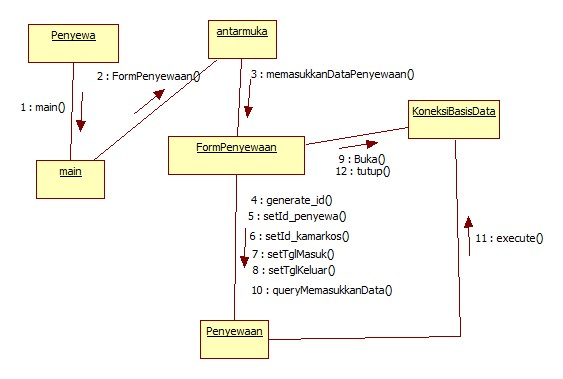 Penyewa
antarmuka
2 : FormPenyewaan()
3 : memasukkanDataPenyewaan()
1 : main()
KoneksiBasisData
FormPenyewaan
9 : Buka()
12 : tutup()
main
4 : generate_id()
5 : setId_penyewa()
6 : setId_kamarkos()
7 : setTglMasuk()
8 : setTglKeluar()
10 : queryMemasukkanData()
11 : execute()
Penyewaan